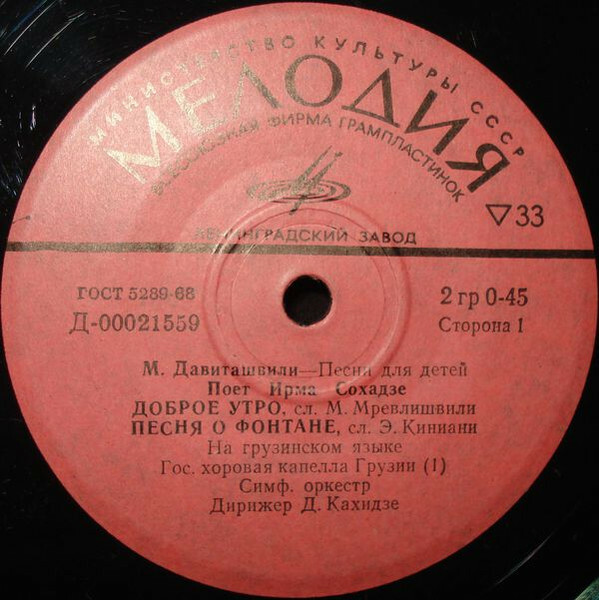 МИНИСТЕРСТВО КУЛЬТУРЫ СССР
МЕЛОДИЯ
ВСЕСОЮЗНАЯ ФИРМА ГРАМПЛАСТИНОК
ЛЕНИНГРАДСКИЙ ЗАВОД
▽33
ГОСТ 5289-68
Д-00021559
2 гр 0-45
Сторона 1
М. Давиташвили—Песни для детей
Поет Ирма Сохадзе
ДОБРОЕ УТРО, сл. М. Мревлишвили
ПЕСНЯ О ФОНТАНЕ, сл. Э. Киниани
На грузинском языке
Гос. хоровая капелла Грузии (1)
Симф. оркестр
Дирижер Д. Кахидзе